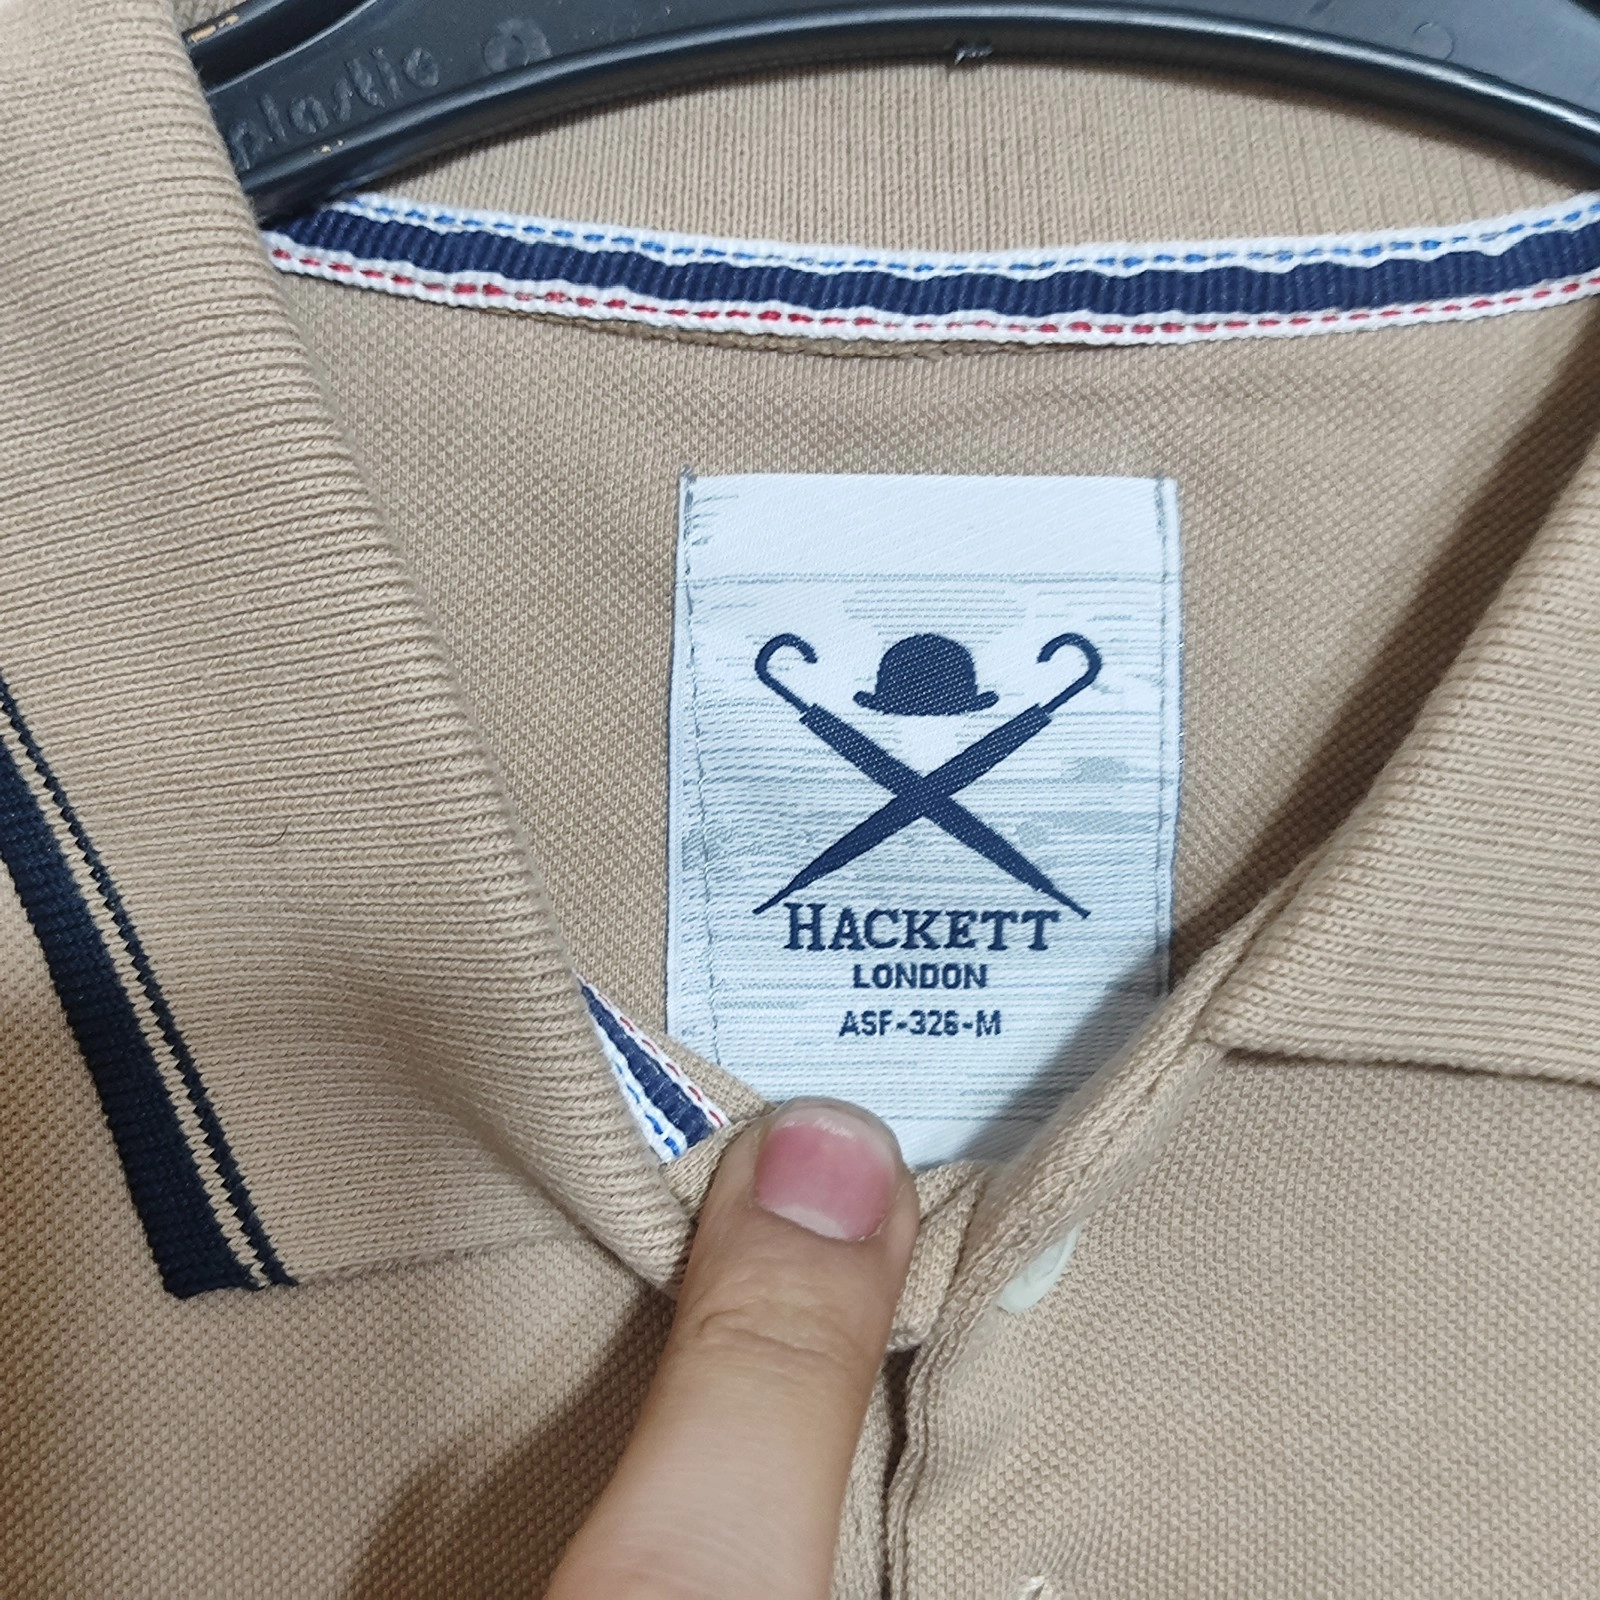 plastic
HACKETT
LONDON
ASF-326-M